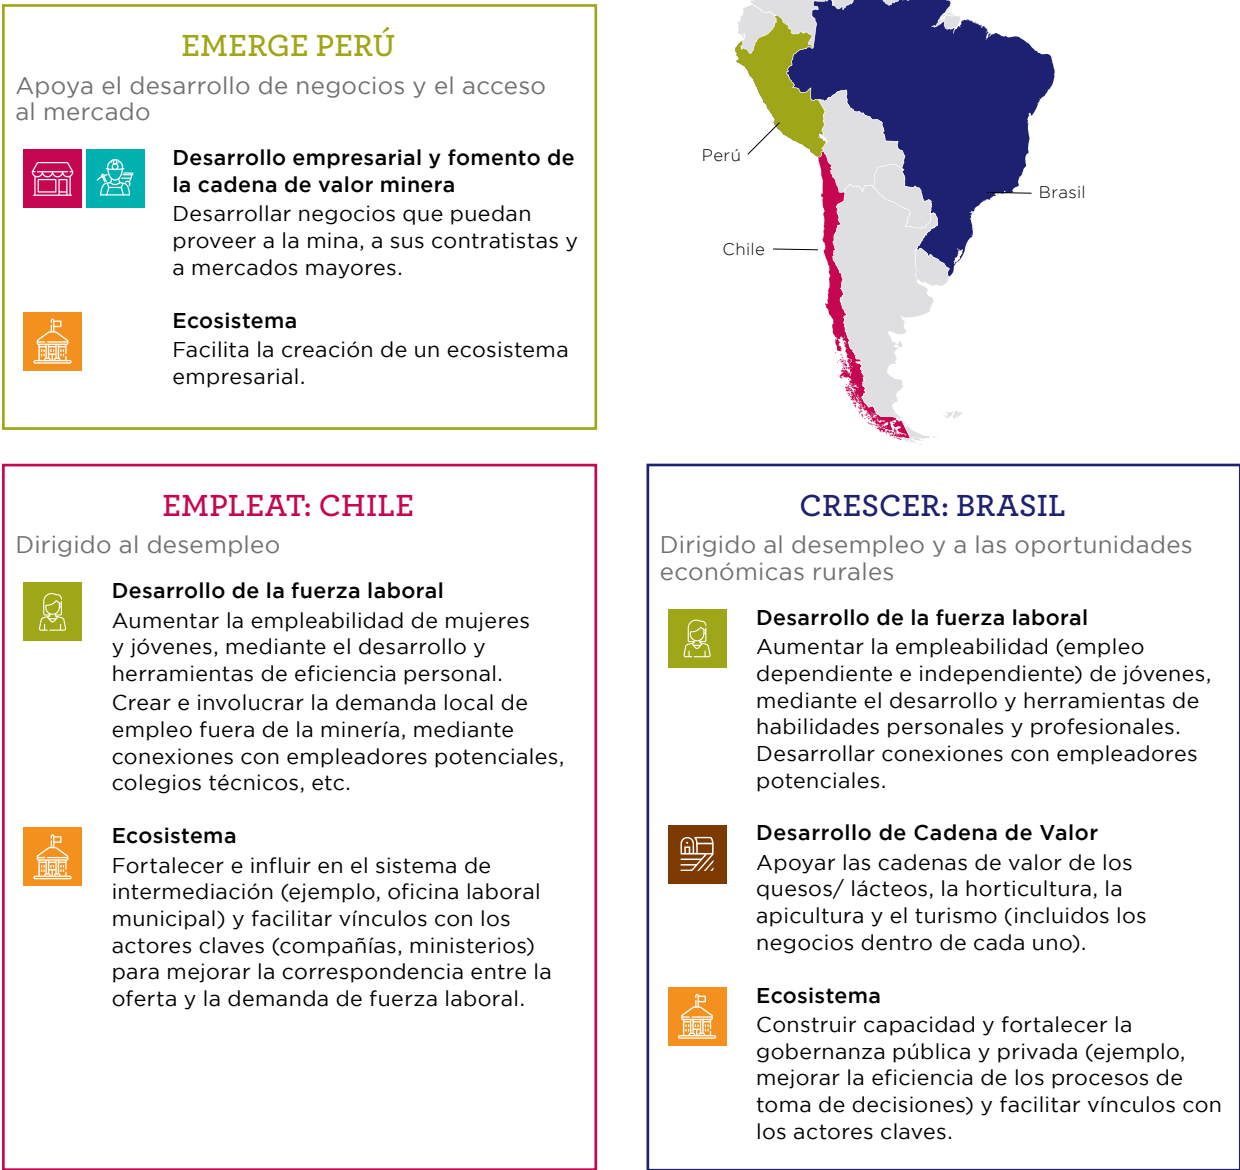 EMERGE PERÚ
Apoya el desarrollo de negocios y el acceso
al mercado
Desarrollo empresarial y fomento de
la cadena de valor minera
Desarrollar negocios que puedan
proveer a la mina, a sus contratistas y
a mercados mayores.
Ecosistema
Facilita la creación de un ecosistema
empresarial.
Perú
Brasil
Chile
EMPLEAT: CHILE
Dirigido al desempleo
Desarrollo de la fuerza laboral
Aumentar la empleabilidad de mujeres
y jóvenes, mediante el desarrollo y
herramientas de eficiencia personal.
Crear e involucrar la demanda local de
empleo fuera de la minería, mediante
conexiones con empleadores potenciales,
colegios técnicos, etc.
Ecosistema
Fortalecer e influir en el sistema de
intermediación (ejemplo, oficina laboral
municipal) y facilitar vínculos con los
actores claves (compañías, ministerios)
para mejorar la correspondencia entre la
oferta y la demanda de fuerza laboral.
CRESCER: BRASIL
Dirigido al desempleo y a las oportunidades
económicas rurales
Desarrollo de la fuerza laboral
Aumentar la empleabilidad (empleo
dependiente e independiente) de jóvenes,
mediante el desarrollo y herramientas de
habilidades personales y profesionales.
Desarrollar conexiones con empleadores
potenciales.
Desarrollo de Cadena de Valor
Apoyar las cadenas de valor de los
quesos/ lácteos, la horticultura, la
apicultura y el turismo (incluidos los
negocios dentro de cada uno).
Ecosistema
Construir capacidad y fortalecer la
gobernanza pública y privada (ejemplo,
mejorar la eficiencia de los procesos de
toma de decisiones) y facilitar vínculos con
los actores claves.